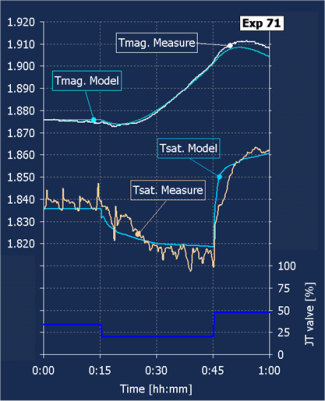 Exp 71
1.920
1.910
1.900
1.890
1.880
1.870
1.860
1.850
1.840
1.830
1.820
Tmag. Measure
Tmag. Model
Tsat. Model
Tsat. Measure
100
75
50
25
0
JT valve [%]
0:00 0:15 0:30 0:45 1:00
Time [hh:mm]